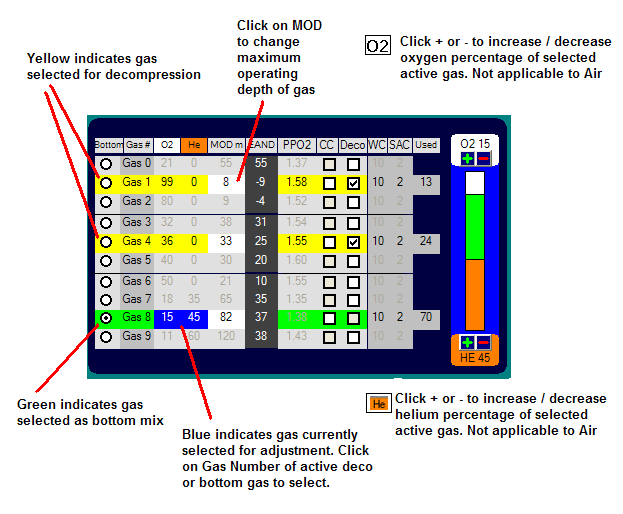 Click on MOD
to change
maximum
operating
depth of gas
Yellow indicates gas
selected for decompression
O2
Click + or - to increase / decrease
oxygen percentage of selected
active gas. Not applicable to Air
Bottom Gas # O2 He MOD m EAND PPO2 CC Deco WC SAC Used
Gas 0 21 0 55 55 1.37 10 2
Gas 1 99 0 8 -9 1.58 10 2 13
Gas 2 80 0 9 -4 1.52 10 2
Gas 3 32 0 38 31 1.54 10 2
Gas 4 36 0 33 25 1.55 10 2 24
Gas 5 40 0 30 20 1.60 10 2
Gas 6 50 0 21 10 1.55 10 2
Gas 7 18 35 65 35 1.35 10 2
Gas 8 15 45 82 37 1.38 10 2 70
Gas 9 11 60 120 38 1.43 10 2
O2 15
+ -
+ -
HE 45
Green indicates gas
selected as bottom mix
Blue indicates gas currently
selected for adjustment. Click
on Gas Number of active deco
or bottom gas to select.
He
Click + or - to increase / decrease
helium percentage of selected
active gas. Not applicable to Air